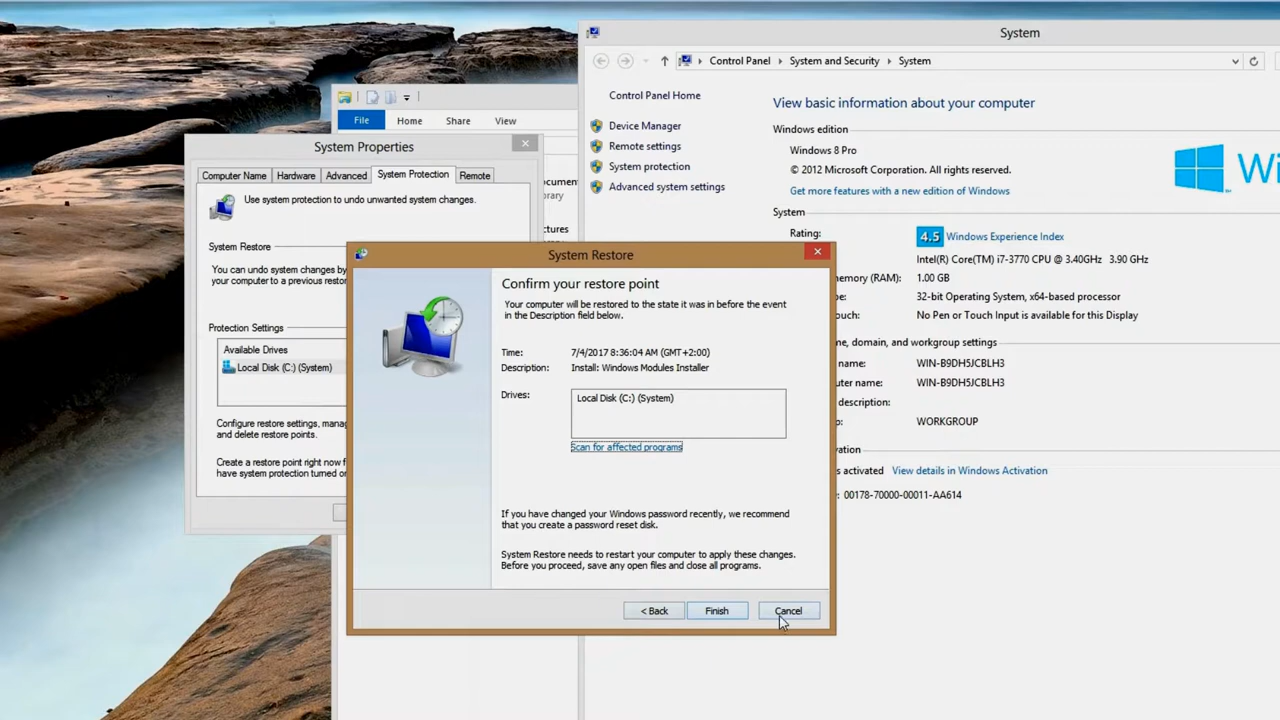 System
Control Panel
System and Security
System
Control Panel Home
Device Manager
Remote settings
System protection
Advanced system settings
View basic information about your computer
Windows edition
Windows 8 Pro
© 2012 Microsoft Corporation. All rights reserved.
Get more features with a new edition of Windows
System
Rating:
4.5 Windows Experience Index
Intel(R) Core(TM) i7-3770 CPU @ 3.40GHz 3.90 GHz
(RAM): 1.00 GB
32-bit Operating System, x64-based processor
No Pen or Touch Input is available for this Display
domain, and workgroup settings
name: WIN-B9DH5JCBLH3
name: WIN-B9DH5JCBLH3
description:
WORKGROUP
activated View details in Windows Activation
00178-70000-00011-AA614
File
Home
Share
View
System Properties
Computer Name
Hardware
Advanced
System Protection
Remote
Use system protection to undo unwanted system changes.
System Restore
You can undo system changes by
your computer to a previous restore
Protection Settings
Available Drives
Local Disk (C:) (System)
Configure restore settings,
and delete restore points.
Create a restore point right now
have system protection turned
System Restore
Confirm your restore point
Your computer will be restored to the state it was in before the event
in the Description field below.
Time: 7/4/2017 8:36:04 AM (GMT+2:00)
Description: Install: Windows Modules Installer
Drives:
Local Disk (C:) (System)
Scan for affected programs
If you have changed your Windows password recently, we recommend
that you create a password reset disk.
System Restore needs to restart your computer to apply these changes.
Before you proceed, save any open files and close all programs.
< Back
Finish
Cancel